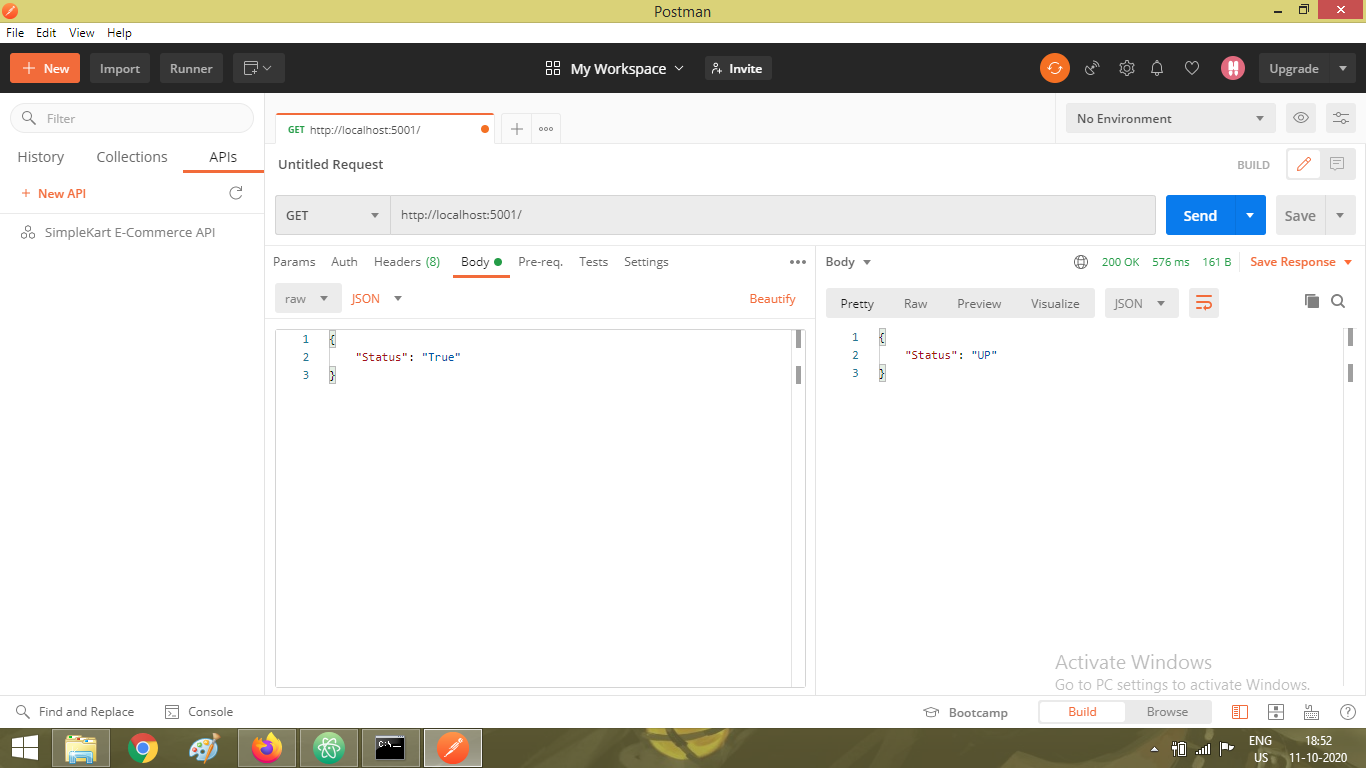 Postman
File Edit View Help
New Import Runner My Workspace Invite Upgrade
Filter
History Collections APIs
New API
SimpleKart E-Commerce API
GET http://localhost:5001/
No Environment
Untitled Request
BUILD
GET http://localhost:5001/
Send Save
Params Auth Headers (8) Body Pre-req. Tests Settings
raw JSON Beautify
1 {
2 "Status": "True"
3 }
Body 200 OK 576 ms 161 B Save Response
Pretty Raw Preview Visualize JSON
1 {
2 "Status": "UP"
3 }
Activate Windows
Go to PC settings to activate Windows.
Find and Replace Console Bootcamp Build Browse
C:\_
ENG 18:52
US 11-10-2020